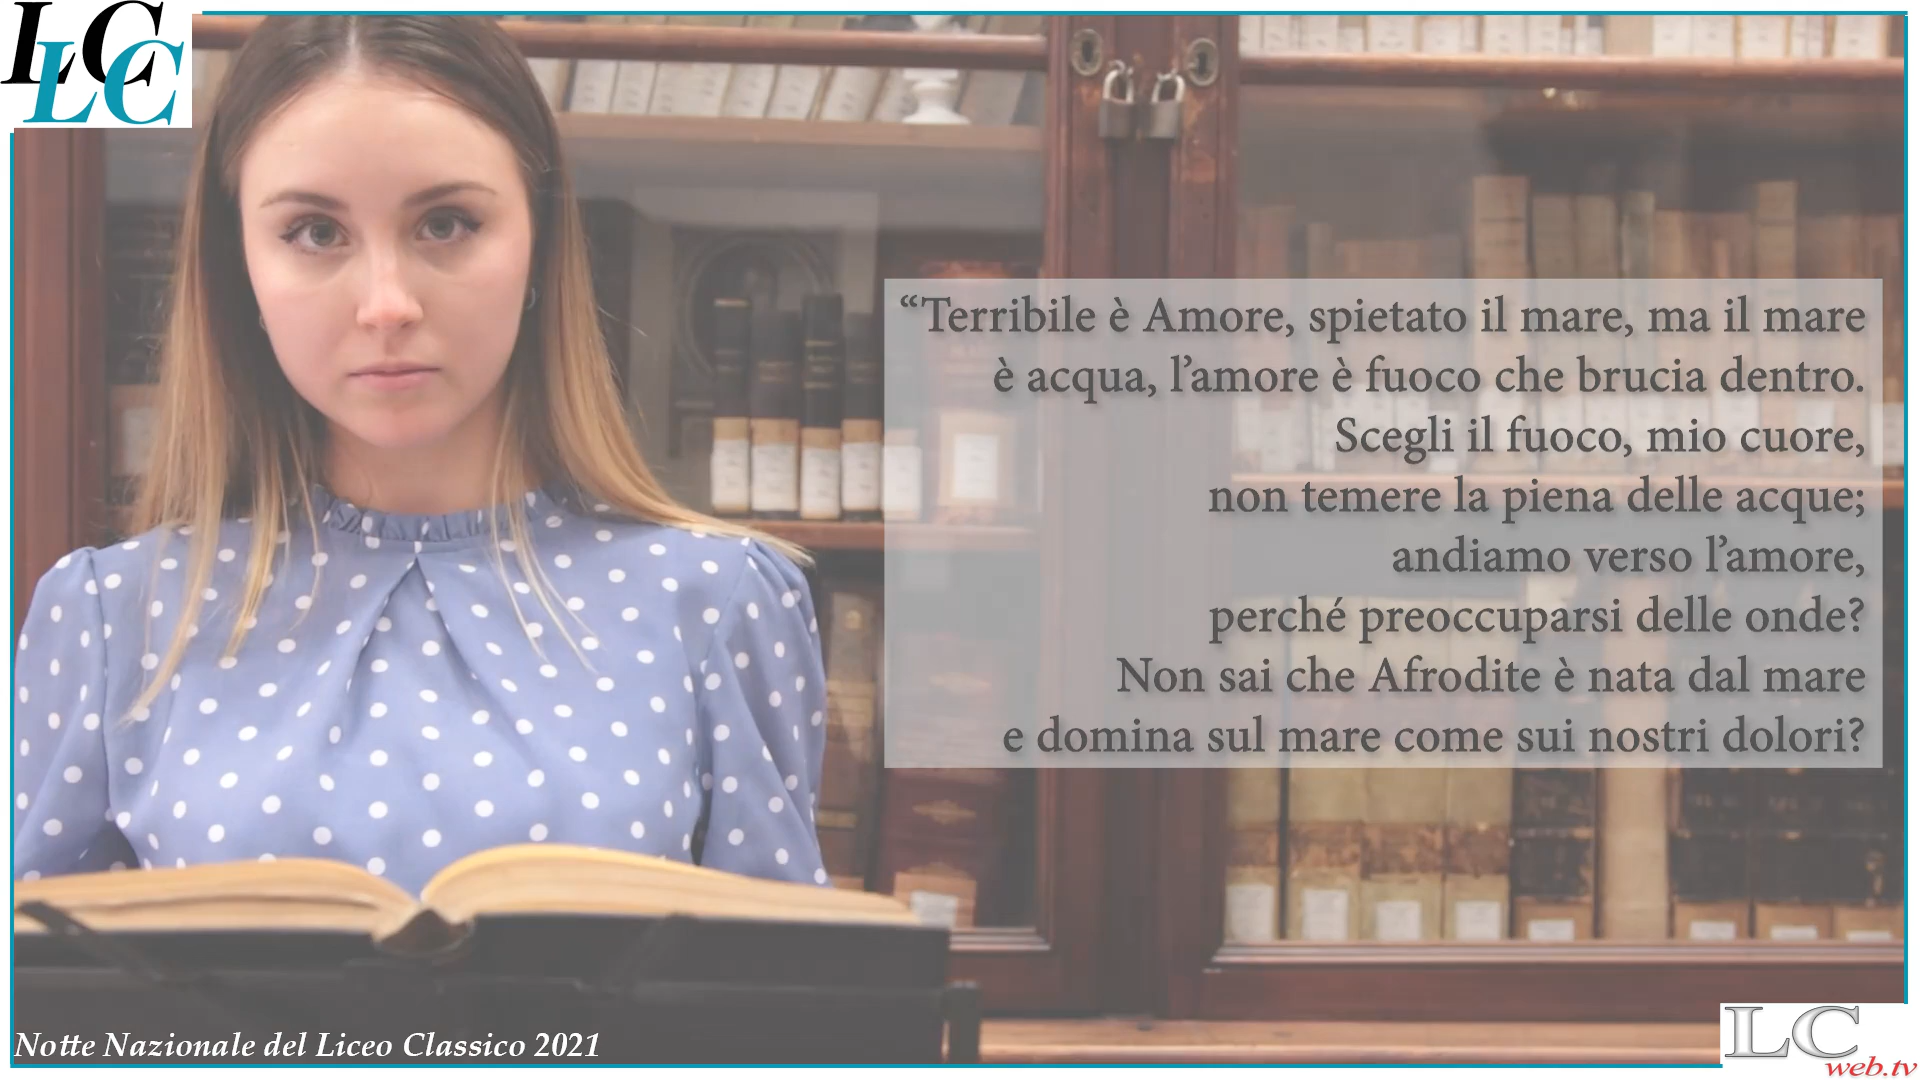 LC
LC
“Terribile è Amore, spietato il mare, ma il mare
è acqua, l’amore è fuoco che brucia dentro.
Scegli il fuoco, mio cuore,
non temere la piena delle acque;
andiamo verso l’amore,
perché preoccuparsi delle onde?
Non sai che Afrodite è nata dal mare
e domina sul mare come sui nostri dolori?
Notte Nazionale del Liceo Classico 2021
LC
web.tv